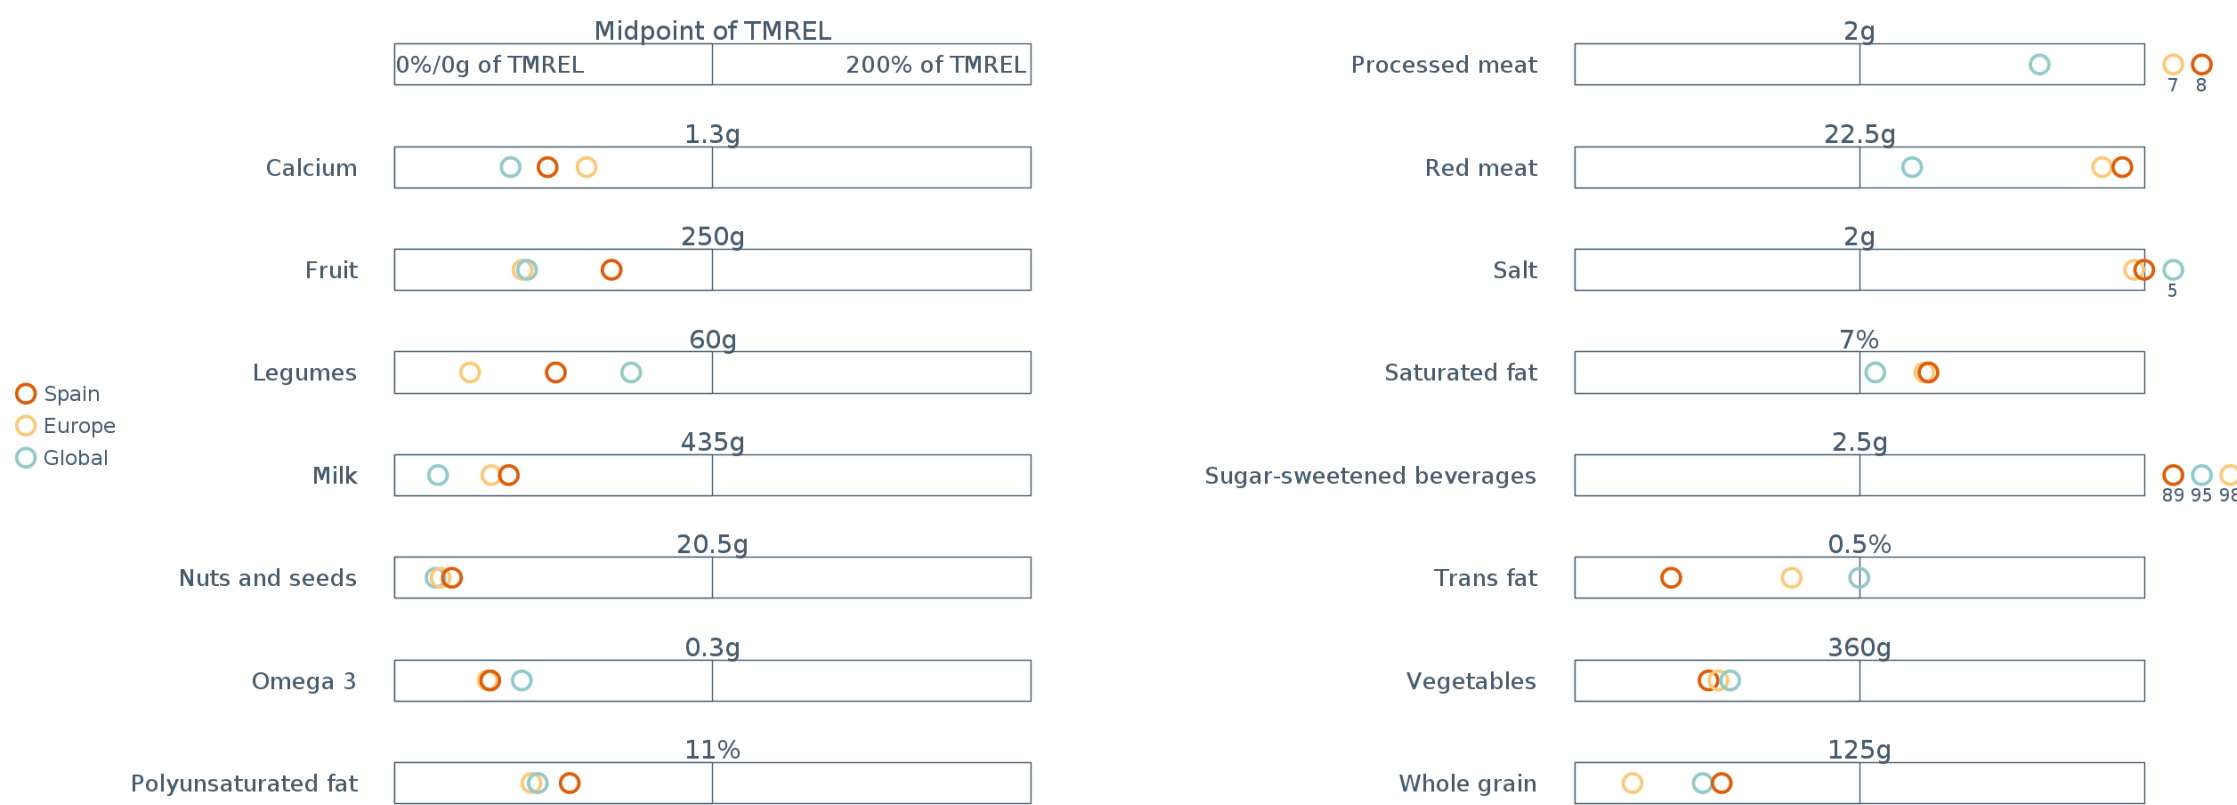 Midpoint of TMREL
0%/0g of TMREL
200% of TMREL
1.3g
Calcium
250g
Fruit
60g
Legumes
435g
Milk
20.5g
Nuts and seeds
0.3g
Omega 3
11%
Polyunsaturated fat
Spain
Europe
Global
2g
Processed meat
7 8
22.5g
Red meat
2g
Salt
5
7%
Saturated fat
2.5g
Sugar-sweetened beverages
89 95 98
0.5%
Trans fat
360g
Vegetables
125g
Whole grain